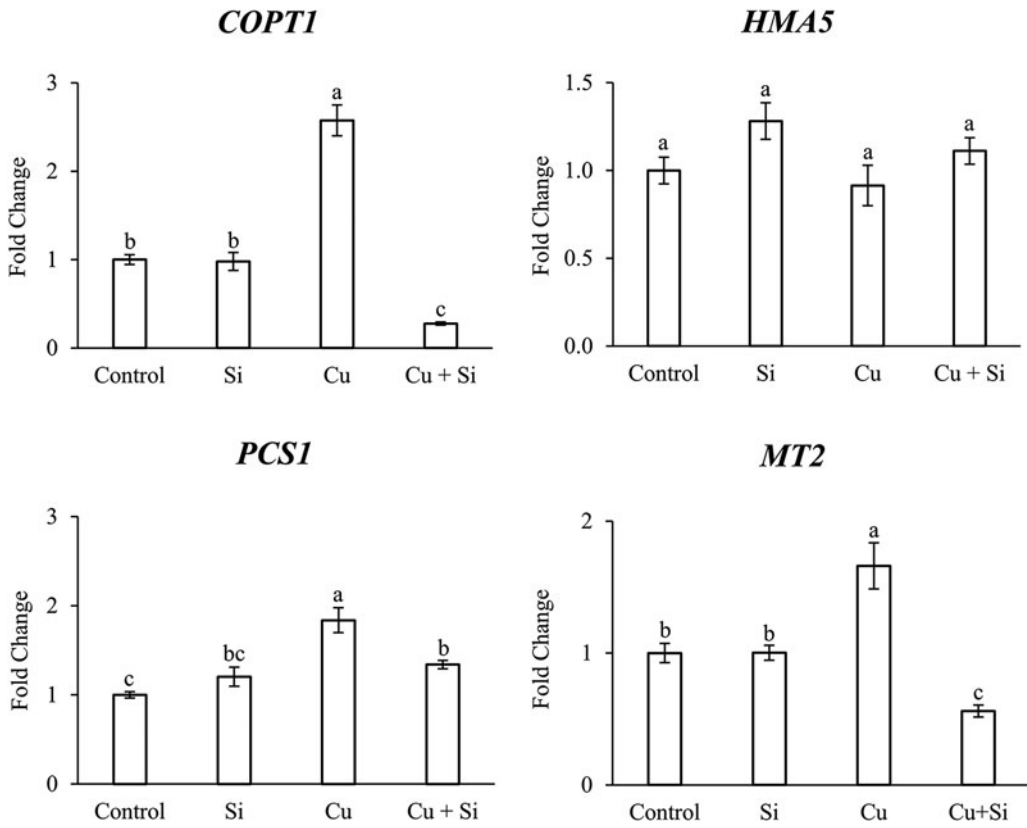 COPT1
3
2
1
0
Fold Change
b
b
a
c
Control Si Cu Cu + Si
HMA5
1.5
1.0
0.5
0.0
Fold Change
a
a
a
a
Control Si Cu Cu + Si
PCS1
3
2
1
0
Fold Change
c
bc
a
b
Control Si Cu Cu + Si
MT2
2
1
0
Fold Change
b
b
a
c
Control Si Cu Cu+Si